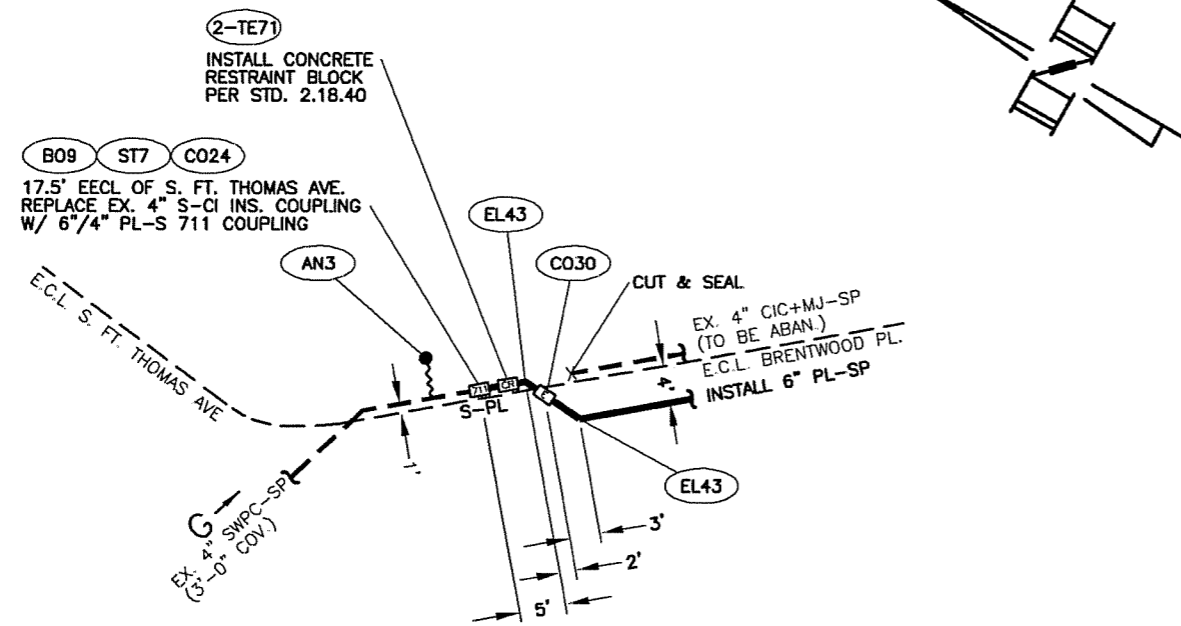 2-TE71
INSTALL CONCRETE
RESTRAINT BLOCK
PER STD. 2.18.40
B09 ST7 CO24
17.5' EECL OF S. FT. THOMAS AVE.
REPLACE EX. 4" S-CI INS. COUPLING
W/ 6"/4" PL-S 711 COUPLING
EL43
AN3
CO30
CUT & SEAL
E.C.L. S. FT. THOMAS AVE
EX. 4" CIC+MJ-SP
(TO BE ABAN.)
E.C.L. BRENTWOOD PL.
4'
INSTALL 6" PL-SP
711
CR
S-PL
1'
EL43
G
EX. 4" SWPC-SP
(3'-0" COV.)
3'
2'
5'